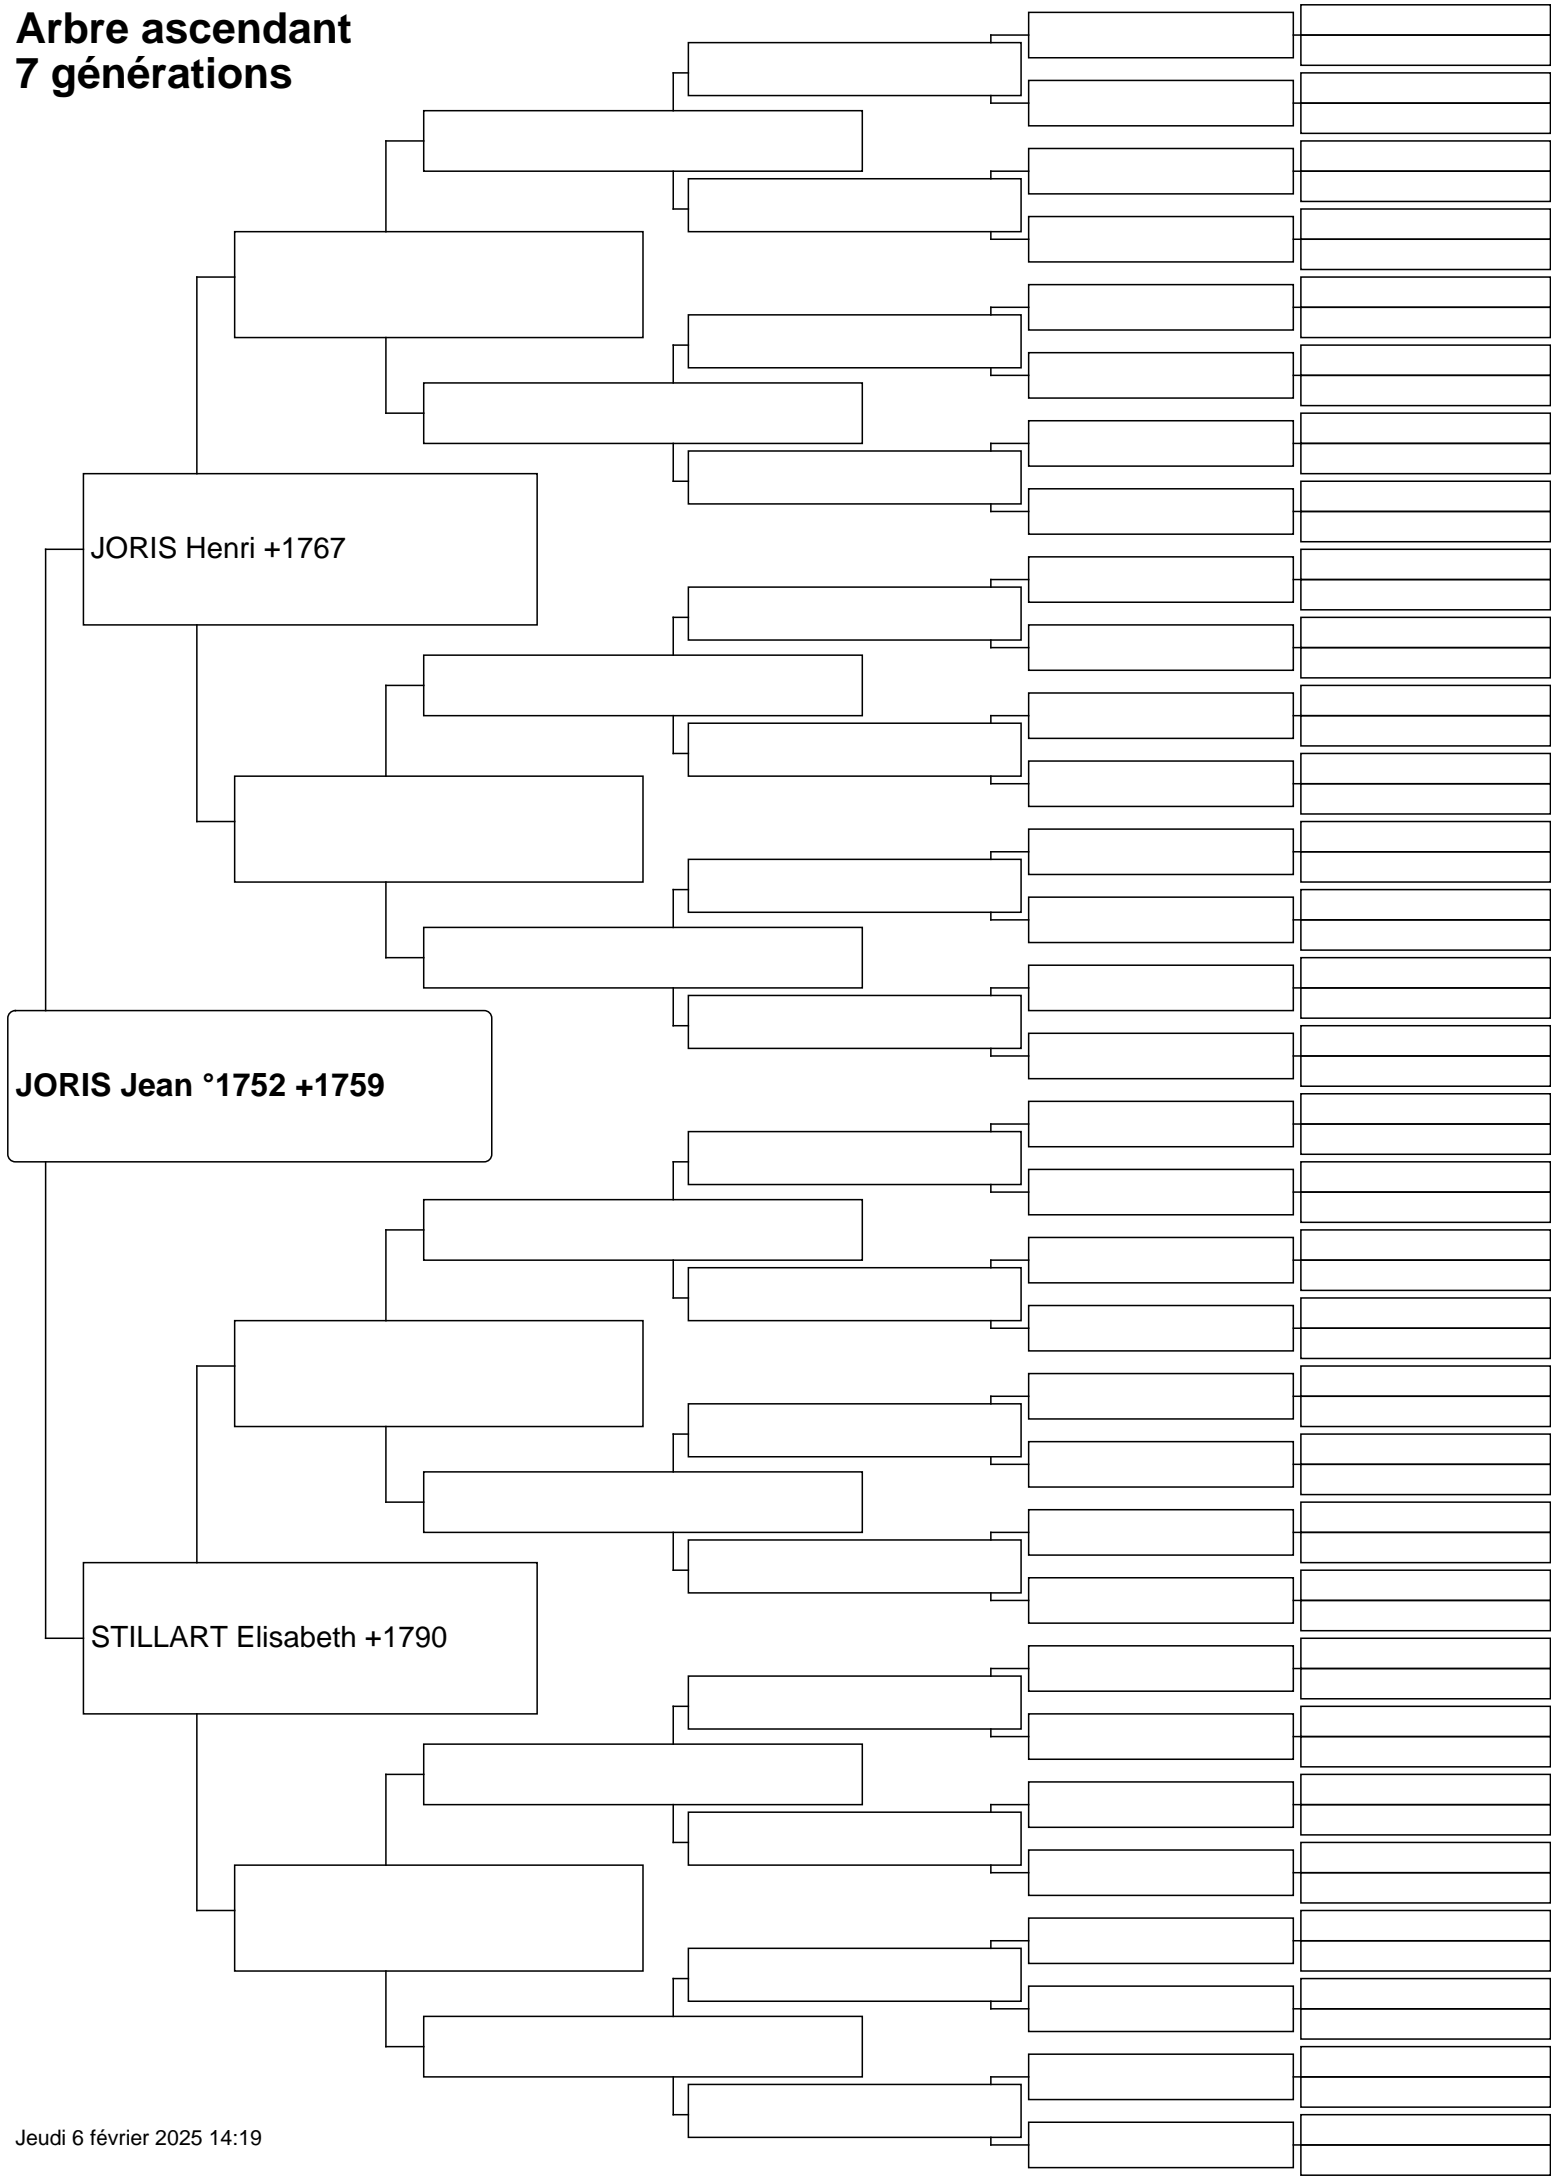 Arbre ascendant
7 générations
JORIS Henri +1767
JORIS Jean °1752 +1759
STILLART Elisabeth +1790
Jeudi 6 février 2025 14:19